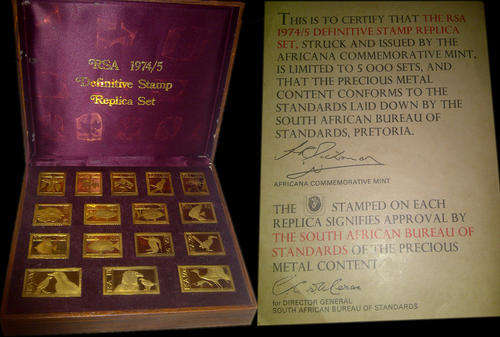 RSA 1974/5
Definitive Stamp
Replica Set
THIS IS TO CERTIFY THAT THE RSA
1974/5 DEFINITIVE STAMP REPLICA
SET, STRUCK AND ISSUED BY THE
AFRICANA COMMEMORATIVE MINT,
IS LIMITED TO 5 000 SETS, AND
THAT THE PRECIOUS METAL
CONTENT CONFORMS TO THE
STANDARDS LAID DOWN BY THE
SOUTH AFRICAN BUREAU OF
STANDARDS, PRETORIA.
AFRICANA COMMEMORATIVE MINT
THE STAMPED ON EACH
REPLICA SIGNIFIES APPROVAL BY
THE SOUTH AFRICAN BUREAU OF
STANDARDS OF THE PRECIOUS
METAL CONTENT
for DIRECTOR GENERAL
SOUTH AFRICAN BUREAU OF STANDARDS